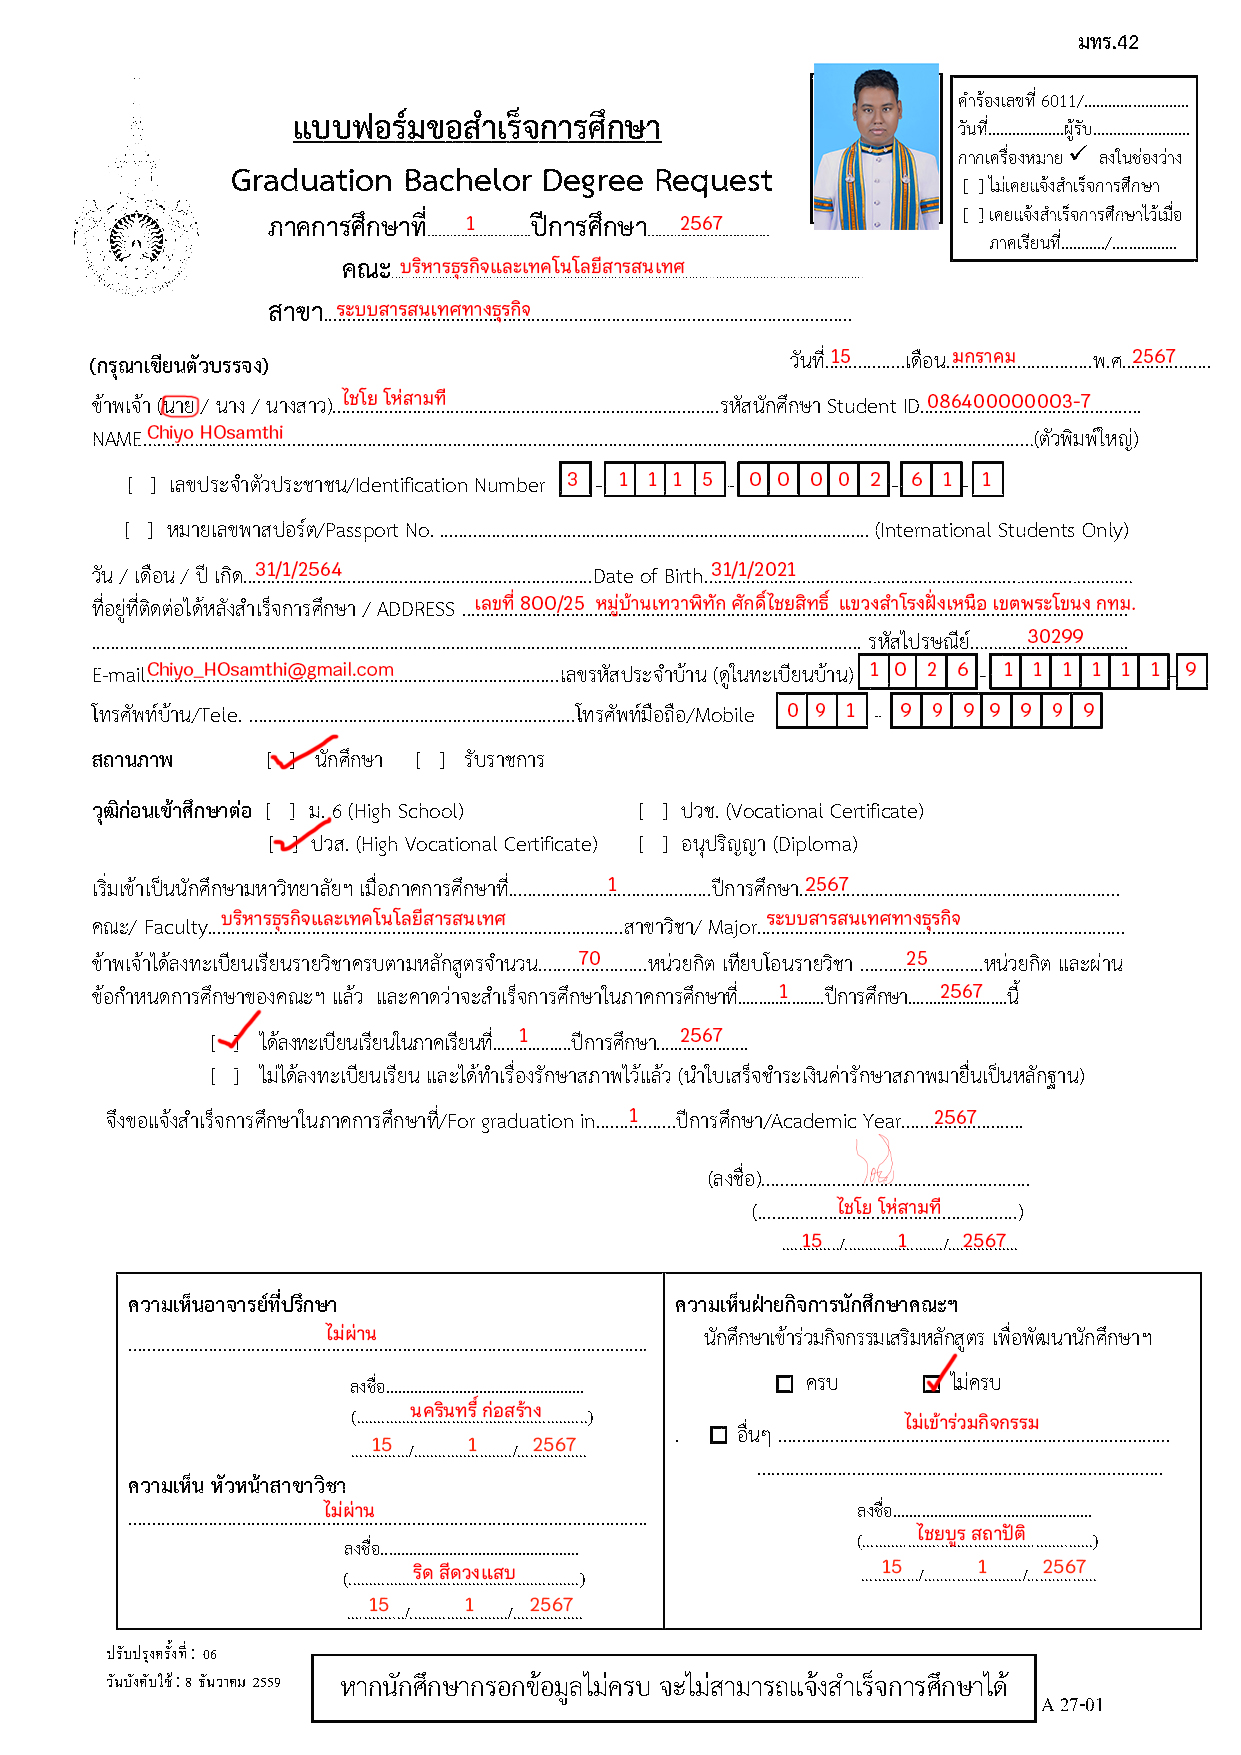 มทร.42
คำร้องเลขที่ 6011/..........................
วันที่...................ผู้รับ........................
กากเครื่องหมาย ✓ ลงในช่องว่าง
[ ] ไม่เคยแจ้งสำเร็จการศึกษา
[ ] เคยแจ้งสำเร็จการศึกษาไว้เมื่อ
ภาคเรียนที่.........../................
แบบฟอร์มขอสำเร็จการศึกษา
Graduation Bachelor Degree Request
ภาคการศึกษาที่ 1 ปีการศึกษา 2567
คณะ บริหารธุรกิจและเทคโนโลยีสารสนเทศ
สาขา ระบบสารสนเทศทางธุรกิจ
(กรุณาเขียนตัวบรรจง) วันที่ 15 เดือน มกราคม พ.ศ. 2567
ข้าพเจ้า (นาย / นาง / นางสาว) ไชโย โห่สามที รหัสนักศึกษา Student ID. 086400000003-7
NAME Chiyo HOsamthi (ตัวพิมพ์ใหญ่)
[ ] เลขประจำตัวประชาชน/Identification Number 3 - 1 1 1 5 - 0 0 0 0 2 - 6 1 - 1
[ ] หมายเลขพาสปอร์ต/Passport No. .......................... (International Students Only)
วัน / เดือน / ปี เกิด 31/1/2564 Date of Birth 31/1/2021
ที่อยู่ที่ติดต่อได้หลังสำเร็จการศึกษา / ADDRESS เลขที่ 800/25 หมู่บ้านเทวาพิทัก ศักดิ์ไชยสิทธิ์ แขวงสำโรงฝั่งเหนือ เขตพระโขนง กทม.
รหัสไปรษณีย์ 30299
E-mail Chiyo_HOsamthi@gmail.com เลขรหัสประจำบ้าน (ดูในทะเบียนบ้าน) 1 0 2 6 - 1 1 1 1 1 1 - 9
โทรศัพท์บ้าน/Tele. .......................... โทรศัพท์มือถือ/Mobile 0 9 1 - 9 9 9 9 9 9 9
สถานภาพ [✓] นักศึกษา [ ] รับราชการ
วุฒิก่อนเข้าศึกษาต่อ [ ] ม. 6 (High School) [ ] ปวช. (Vocational Certificate)
[✓] ปวส. (High Vocational Certificate) [ ] อนุปริญญา (Diploma)
เริ่มเข้าเป็นนักศึกษามหาวิทยาลัยฯ เมื่อภาคการศึกษาที่ 1 ปีการศึกษา 2567
คณะ/ Faculty บริหารธุรกิจและเทคโนโลยีสารสนเทศ สาขาวิชา/ Major ระบบสารสนเทศทางธุรกิจ
ข้าพเจ้าได้ลงทะเบียนเรียนรายวิชาครบตามหลักสูตรจำนวน 70 หน่วยกิต เทียบโอนรายวิชา 25 หน่วยกิต และผ่าน
ข้อกำหนดการศึกษาของคณะฯ แล้ว และคาดว่าจะสำเร็จการศึกษาในภาคการศึกษาที่ 1 ปีการศึกษา 2567 นี้
[✓] ได้ลงทะเบียนเรียนในภาคเรียนที่ 1 ปีการศึกษา 2567
[ ] ไม่ได้ลงทะเบียนเรียน และได้ทำเรื่องรักษาสภาพไว้แล้ว (นำใบเสร็จชำระเงินค่ารักษาสภาพมายื่นเป็นหลักฐาน)
จึงขอแจ้งสำเร็จการศึกษาในภาคการศึกษาที่/For graduation in 1 ปีการศึกษา/Academic Year 2567
(ลงชื่อ)..........................
( ไชโย โห่สามที )
15 / 1 / 2567
ความเห็นอาจารย์ที่ปรึกษา
ไม่ผ่าน
ลงชื่อ..........................
( นครินทร์ ก่อสร้าง )
15 / 1 / 2567
ความเห็น หัวหน้าสาขาวิชา
ไม่ผ่าน
ลงชื่อ..........................
( ริด สีดวงแสบ )
15 / 1 / 2567
ความเห็นฝ่ายกิจการนักศึกษาคณะฯ
นักศึกษาเข้าร่วมกิจกรรมเสริมหลักสูตร เพื่อพัฒนานักศึกษาฯ
☐ ครบ ☑ ไม่ครบ
. ☐ อื่นๆ ไม่เข้าร่วมกิจกรรม
ลงชื่อ..........................
( ไชยบูร สถาปัติ )
15 / 1 / 2567
ปรับปรุงครั้งที่ : 06
วันบังคับใช้ : 8 ธันวาคม 2559
หากนักศึกษากรอกข้อมูลไม่ครบ จะไม่สามารถแจ้งสำเร็จการศึกษาได้
A 27-01